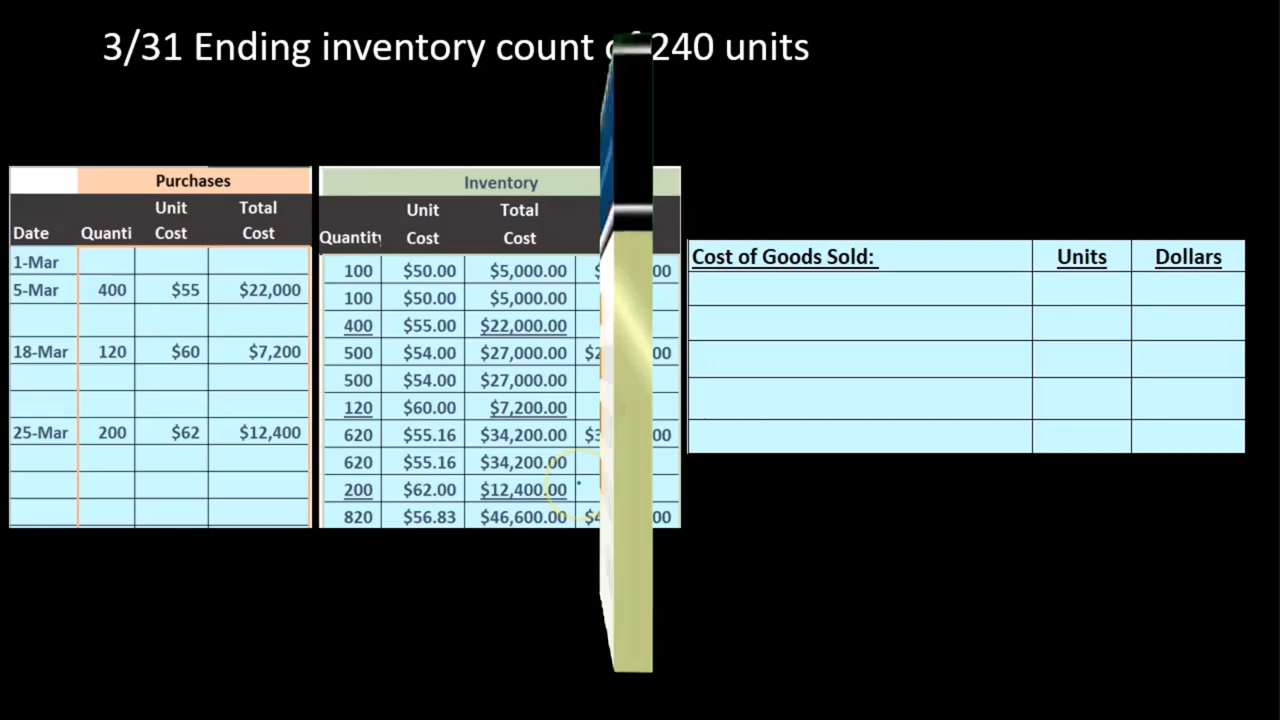 3/31 Ending inventory count 240 units
Purchases
Date Quanti Unit Cost Total Cost
1-Mar
5-Mar 400 $55 $22,000
18-Mar 120 $60 $7,200
25-Mar 200 $62 $12,400
Inventory
Quantity Unit Cost Total Cost
100 $50.00 $5,000.00
100 $50.00 $5,000.00
400 $55.00 $22,000.00
500 $54.00 $27,000.00
500 $54.00 $27,000.00
120 $60.00 $7,200.00
620 $55.16 $34,200.00
620 $55.16 $34,200.00
200 $62.00 $12,400.00
820 $56.83 $46,600.00
Cost of Goods Sold: Units Dollars